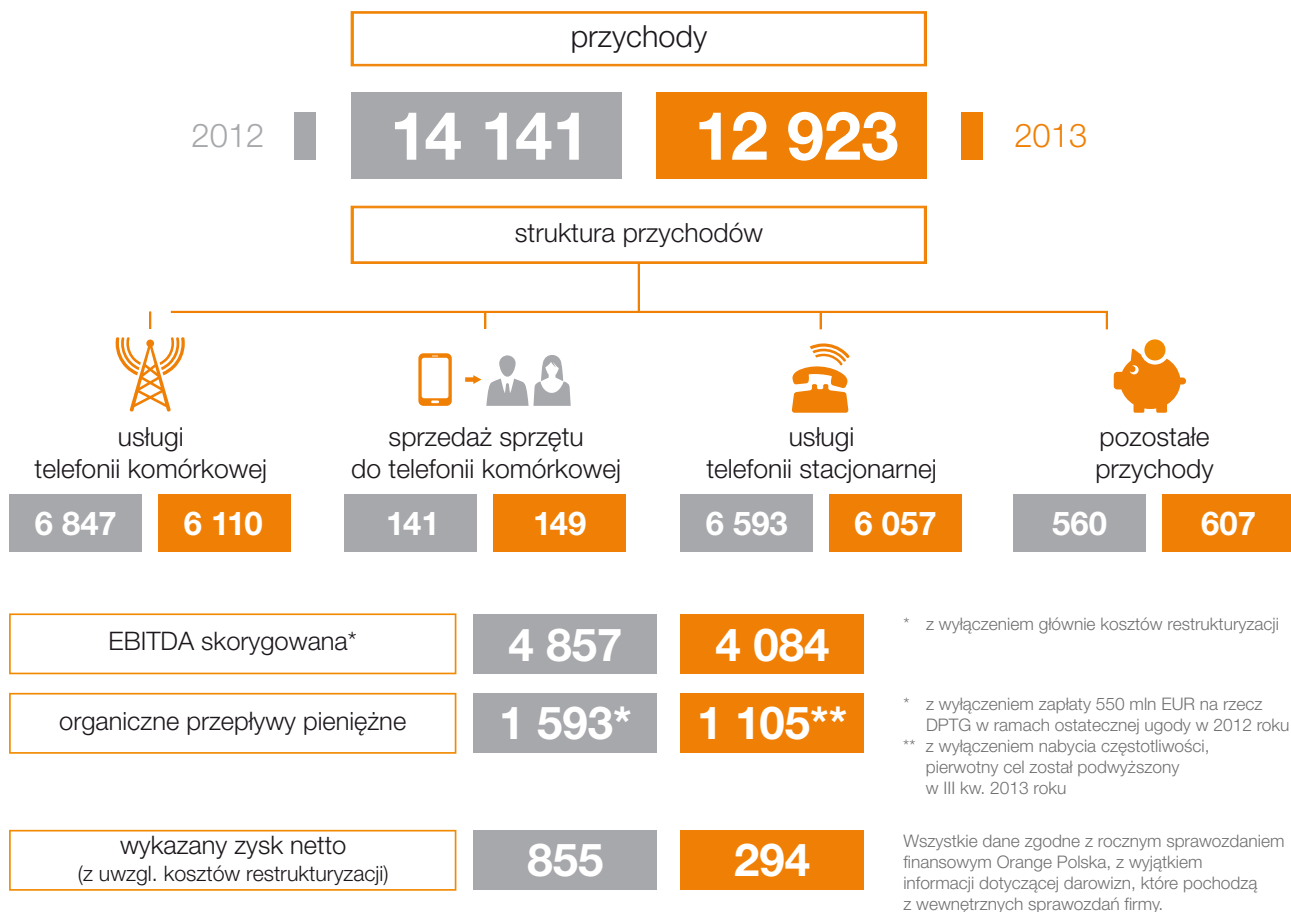 przychody
2012
14 141
12 923
2013
struktura przychodów
usługi
telefonii komórkowej
6 847
6 110
sprzedaż sprzętu
do telefonii komórkowej
141
149
usługi
telefonii stacjonarnej
6 593
6 057
pozostałe
przychody
560
607
EBITDA skorygowana*
4 857
4 084
* z wyłączeniem głównie kosztów restrukturyzacji
organiczne przepływy pieniężne
1 593*
1 105**
* z wyłączeniem zapłaty 550 mln EUR na rzecz
DPTG w ramach ostatecznej ugody w 2012 roku
** z wyłączeniem nabycia częstotliwości,
pierwotny cel został podwyższony
w III kw. 2013 roku
wykazany zysk netto
(z uwzgl. kosztów restrukturyzacji)
855
294
Wszystkie dane zgodne z rocznym sprawozdaniem
finansowym Orange Polska, z wyjątkiem
informacji dotyczącej darowizn, które pochodzą
z wewnętrznych sprawozdań firmy.